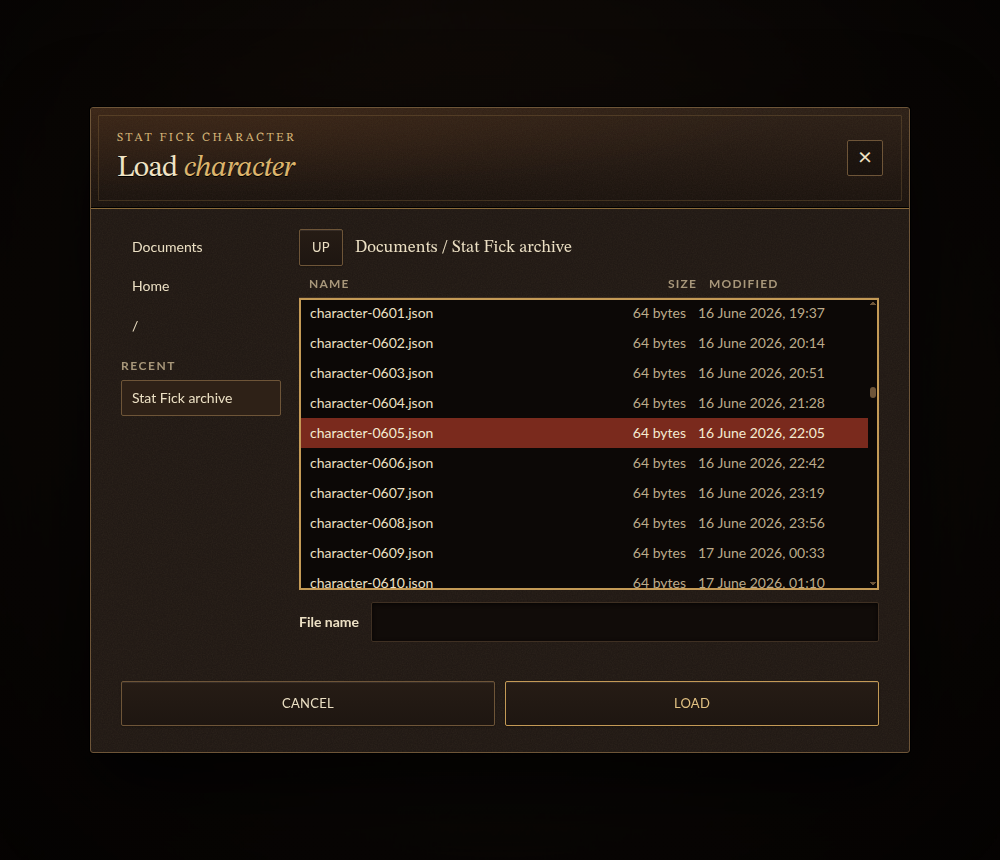 STAT FICK CHARACTER
Load character
✕
Documents
Home
/
RECENT
Stat Fick archive
UP Documents / Stat Fick archive
NAME SIZE MODIFIED
character-0601.json 64 bytes 16 June 2026, 19:37
character-0602.json 64 bytes 16 June 2026, 20:14
character-0603.json 64 bytes 16 June 2026, 20:51
character-0604.json 64 bytes 16 June 2026, 21:28
character-0605.json 64 bytes 16 June 2026, 22:05
character-0606.json 64 bytes 16 June 2026, 22:42
character-0607.json 64 bytes 16 June 2026, 23:19
character-0608.json 64 bytes 16 June 2026, 23:56
character-0609.json 64 bytes 17 June 2026, 00:33
character-0610.json 64 bytes 17 June 2026, 01:10
File name
CANCEL LOAD